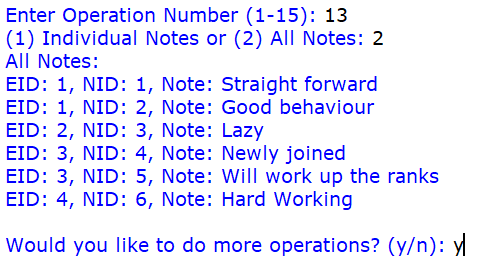 Enter Operation Number (1-15): 13
(1) Individual Notes or (2) All Notes: 2
All Notes:
EID: 1, NID: 1, Note: Straight forward
EID: 1, NID: 2, Note: Good behaviour
EID: 2, NID: 3, Note: Lazy
EID: 3, NID: 4, Note: Newly joined
EID: 3, NID: 5, Note: Will work up the ranks
EID: 4, NID: 6, Note: Hard Working
Would you like to do more operations? (y/n): y